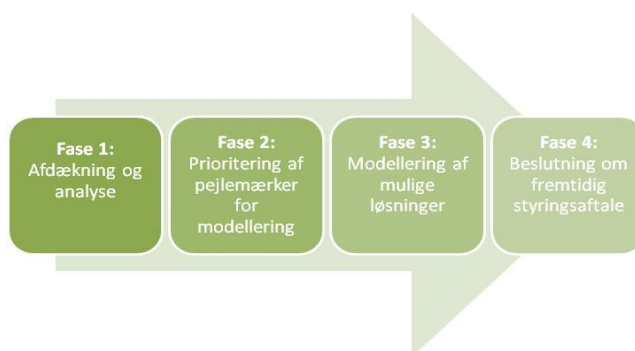 Fase 1:
Afdækning og
analyse
Fase 2:
Prioritering af
pejlemærker
for
modellering
Fase 3:
Modellering af
mulige
løsninger
Fase 4:
Beslutning om
fremtidig
styringsaftale